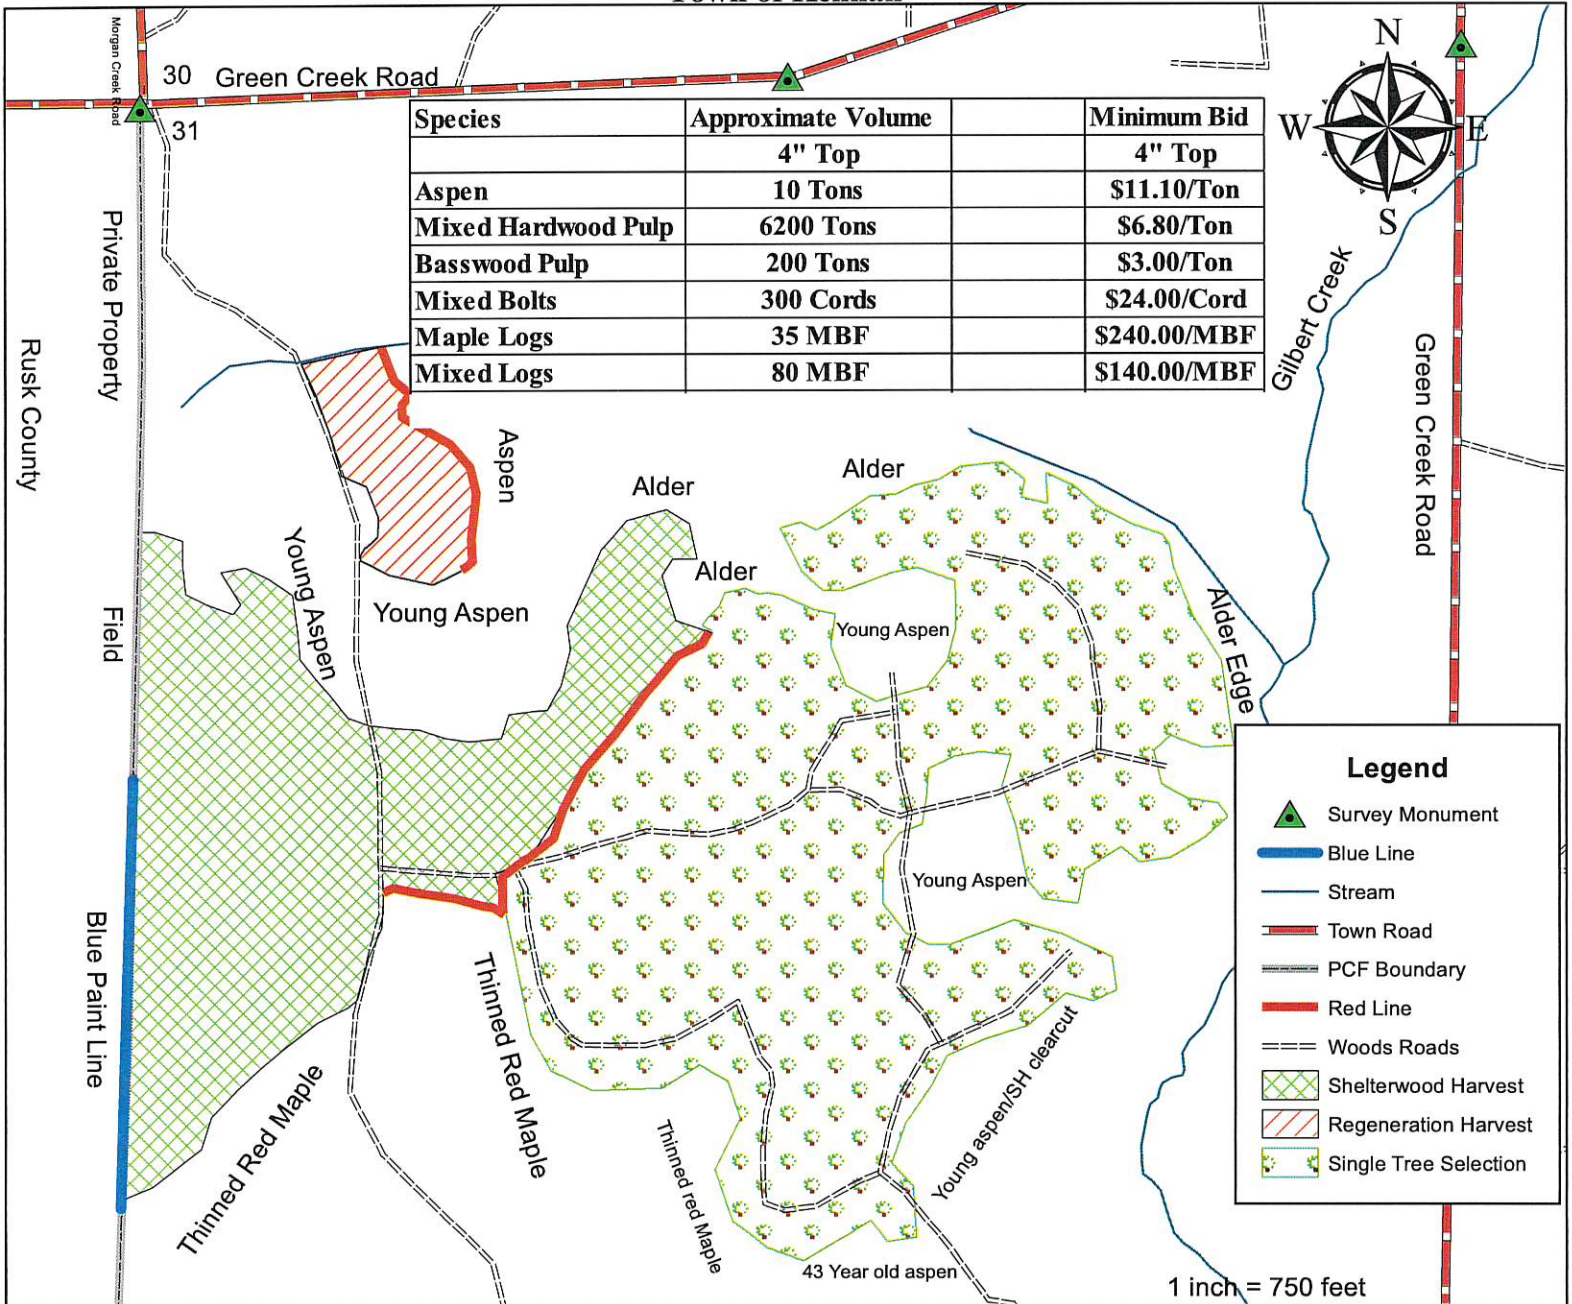 Morgan Creek Road
30
Green Creek Road
31
N
W
E
S
Species Approximate Volume Minimum Bid
4" Top 4" Top
Aspen 10 Tons $11.10/Ton
Mixed Hardwood Pulp 6200 Tons $6.80/Ton
Basswood Pulp 200 Tons $3.00/Ton
Mixed Bolts 300 Cords $24.00/Cord
Maple Logs 35 MBF $240.00/MBF
Mixed Logs 80 MBF $140.00/MBF
Private Property
Rusk County
Gilbert Creek
Green Creek Road
Aspen
Alder
Alder
Alder
Young Aspen
Young Aspen
Young Aspen
Field
Alder Edge
Young Aspen
Blue Paint Line
Thinned Red Maple
Thinned Red Maple
Thinned red Maple
Young aspen/SH clearcut
43 Year old aspen
Legend
Survey Monument
Blue Line
Stream
Town Road
PCF Boundary
Red Line
Woods Roads
Shelterwood Harvest
Regeneration Harvest
Single Tree Selection
1 inch = 750 feet